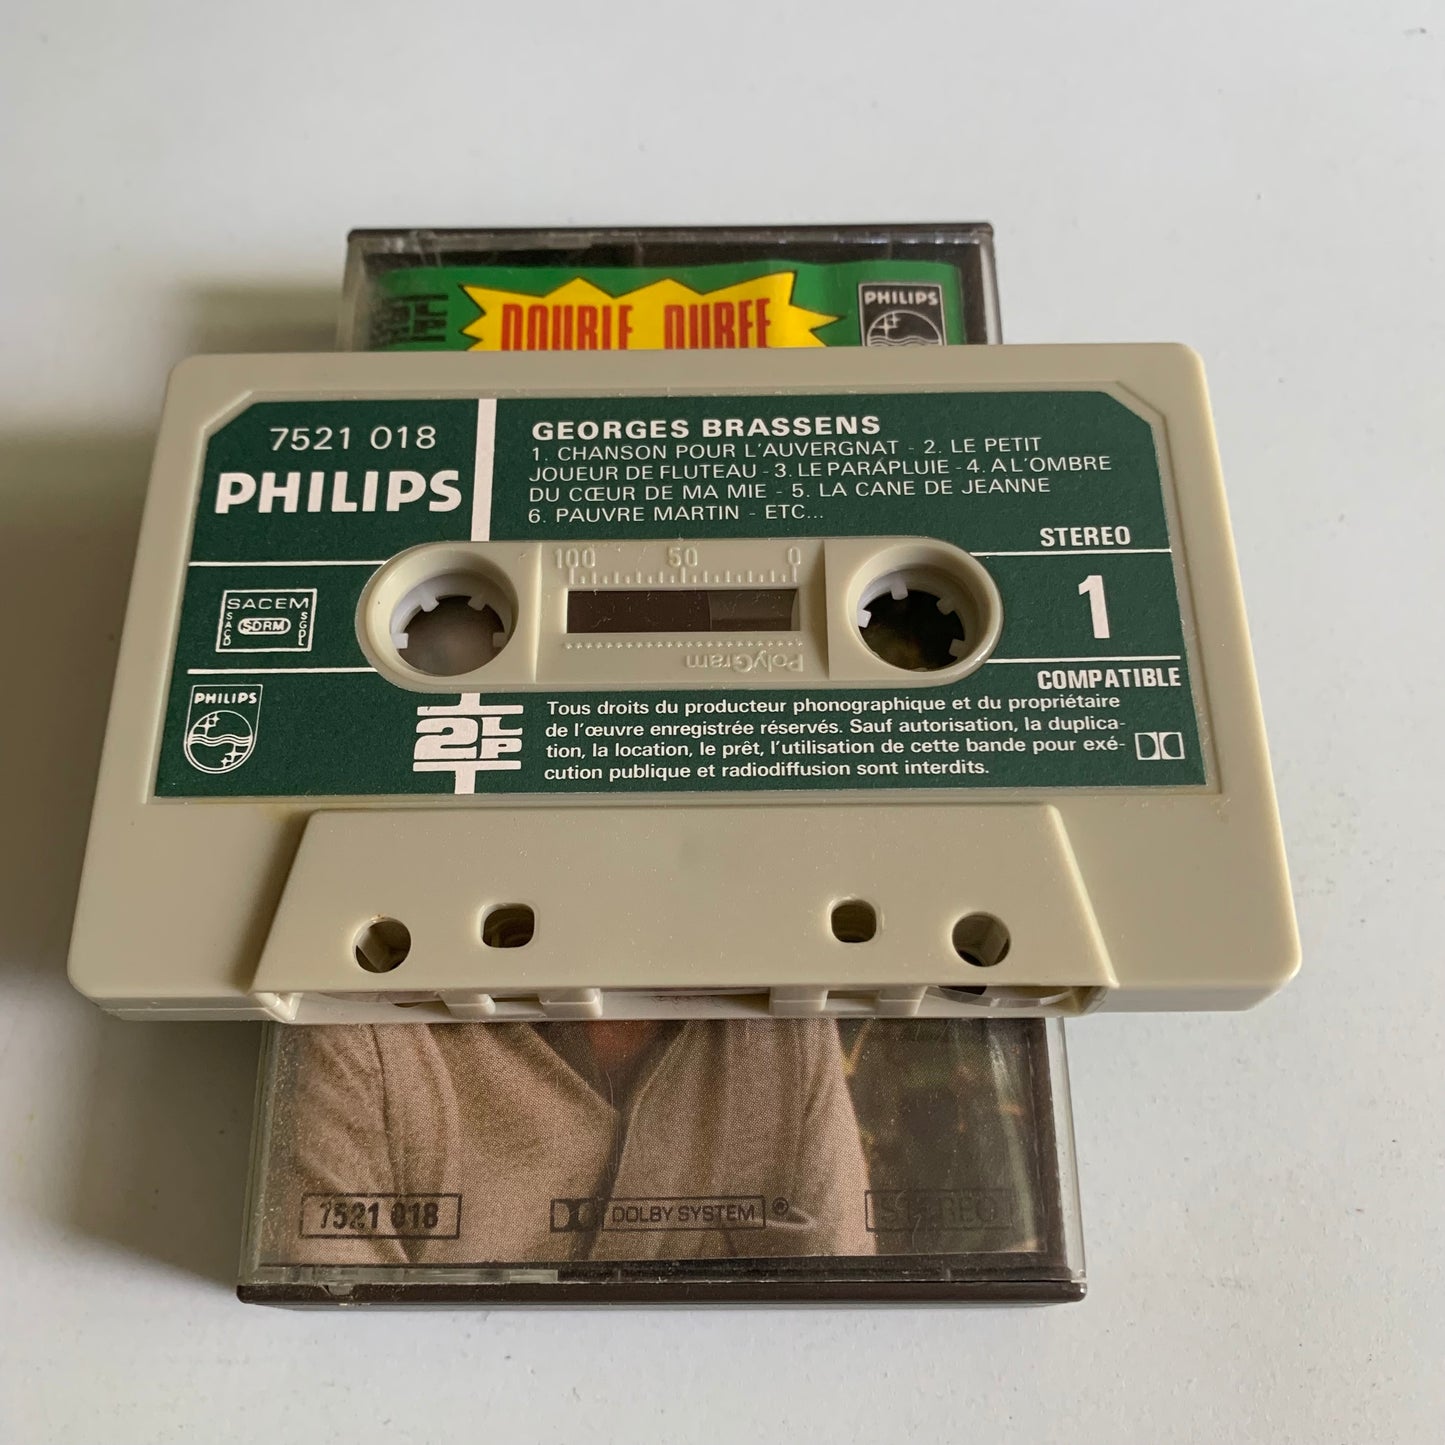 DOUBLE DUREE
PHILIPS
7521 018
PHILIPS
GEORGES BRASSENS
1. CHANSON POUR L'AUVERGNAT - 2. LE PETIT
JOUEUR DE FLUTEAU - 3. LE PARAPLUIE - 4. A L'OMBRE
DU CŒUR DE MA MIE - 5. LA CANE DE JEANNE
6. PAUVRE MARTIN - ETC...
STEREO
1
COMPATIBLE
SACEM
SACD
SDRM
SGDL
100 50 0
PolyGram
PHILIPS
2LP
Tous droits du producteur phonographique et du propriétaire
de l'œuvre enregistrée réservés. Sauf autorisation, la duplica-
tion, la location, le prêt, l'utilisation de cette bande pour exé-
cution publique et radiodiffusion sont interdits.
7521 018
DOLBY SYSTEM ®
STEREO